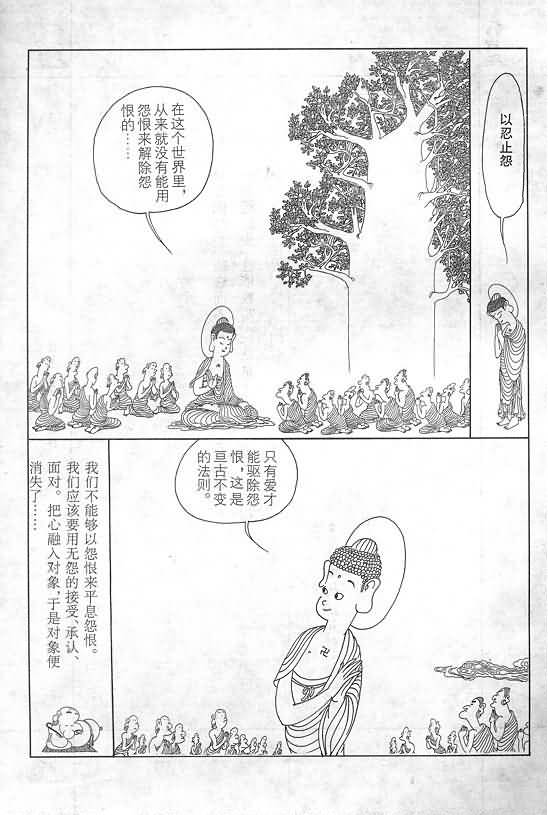 以忍止怨
在这个世界里，
从来就没有能用
怨恨来解除怨
恨的……
只有爱才
能驱除怨
恨，这是
亘古不变
的法则。
我们不能够以怨恨来平息怨恨。
我们应该要用无怨的接受、承认、
面对。把心融入对象，于是对象便
消失了……
卍